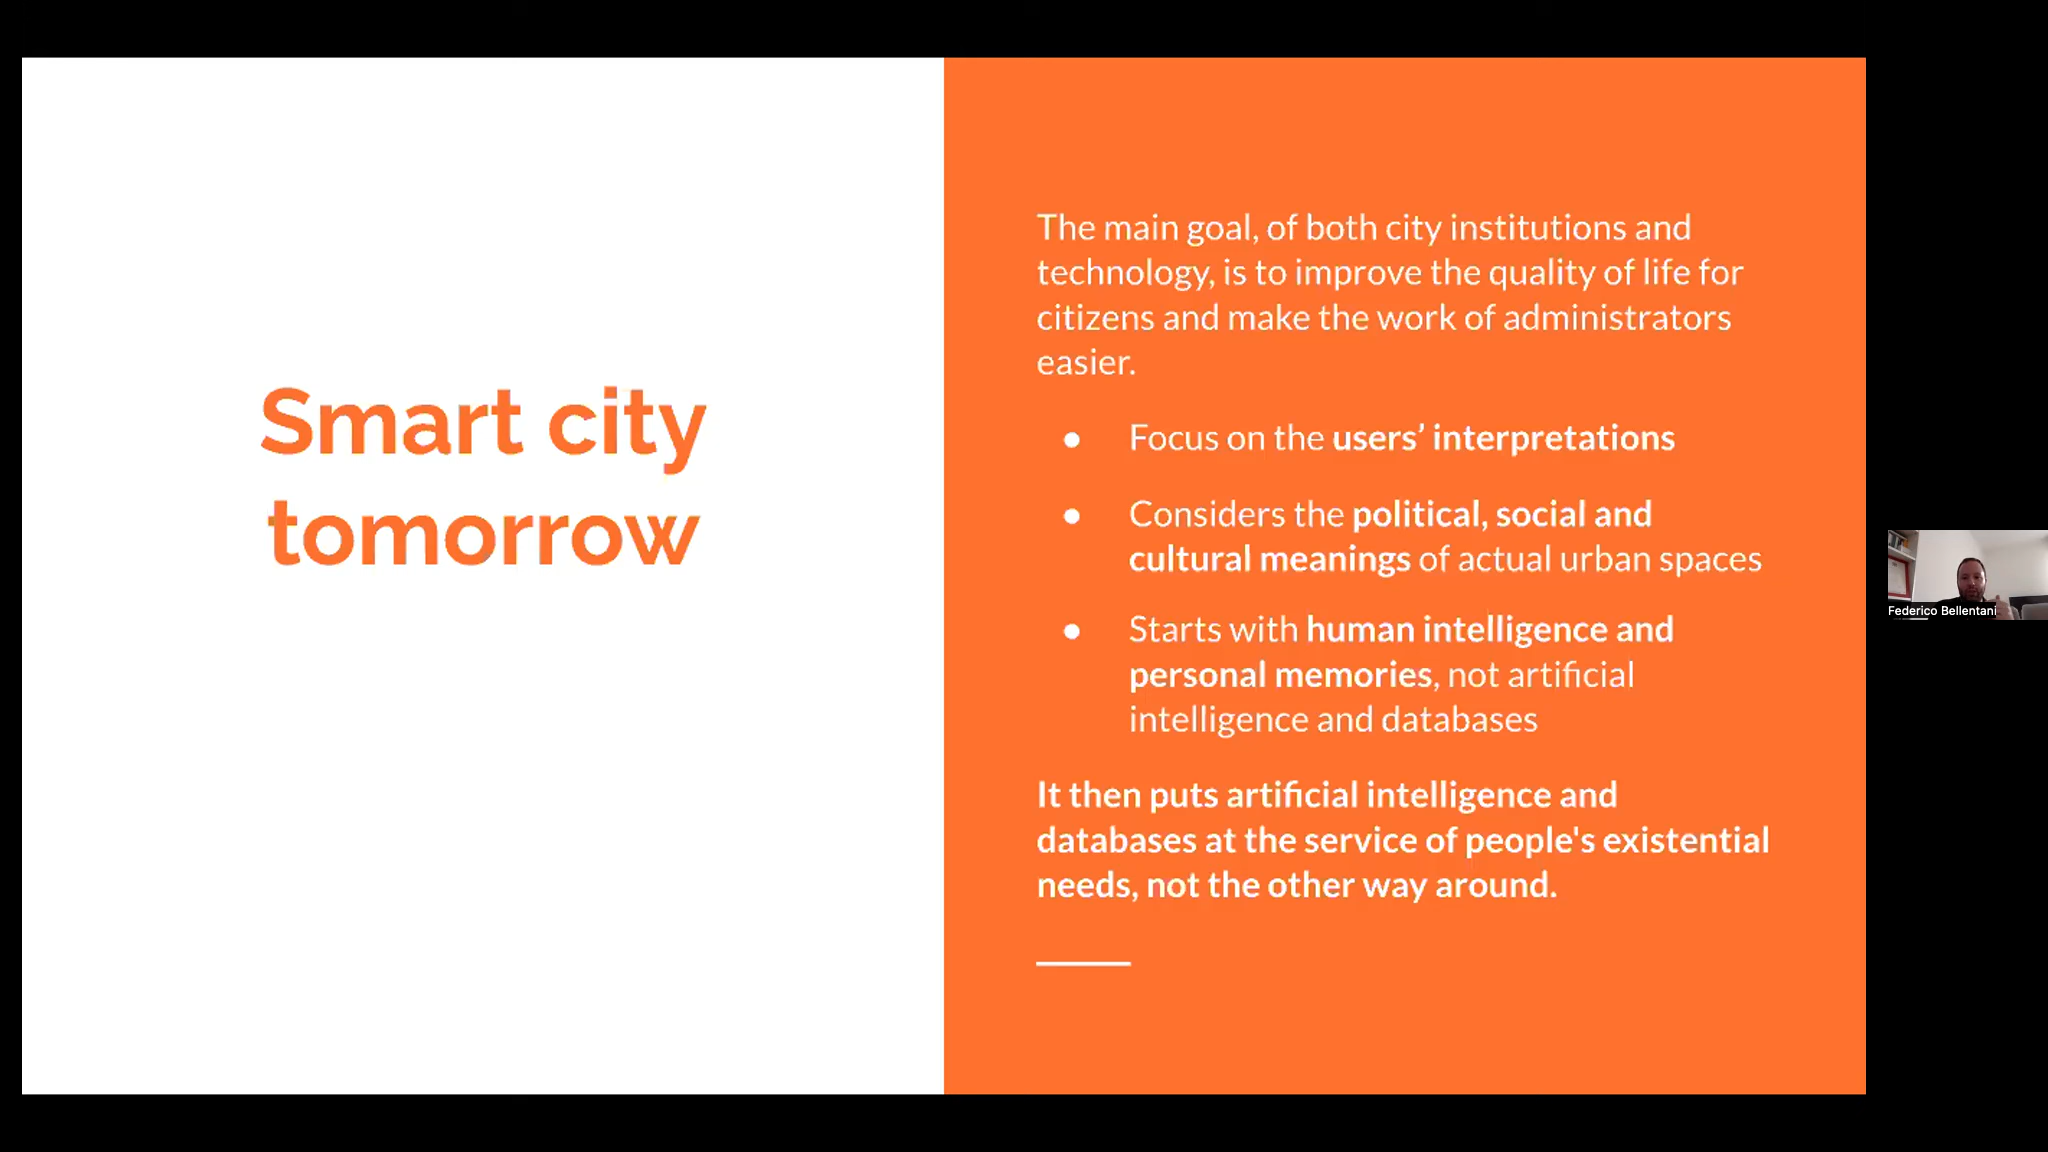 Smart city
tomorrow
The main goal, of both city institutions and
technology, is to improve the quality of life for
citizens and make the work of administrators
easier.
● Focus on the users’ interpretations
● Considers the political, social and
cultural meanings of actual urban spaces
● Starts with human intelligence and
personal memories, not artificial
intelligence and databases
It then puts artificial intelligence and
databases at the service of people's existential
needs, not the other way around.
Federico Bellentani